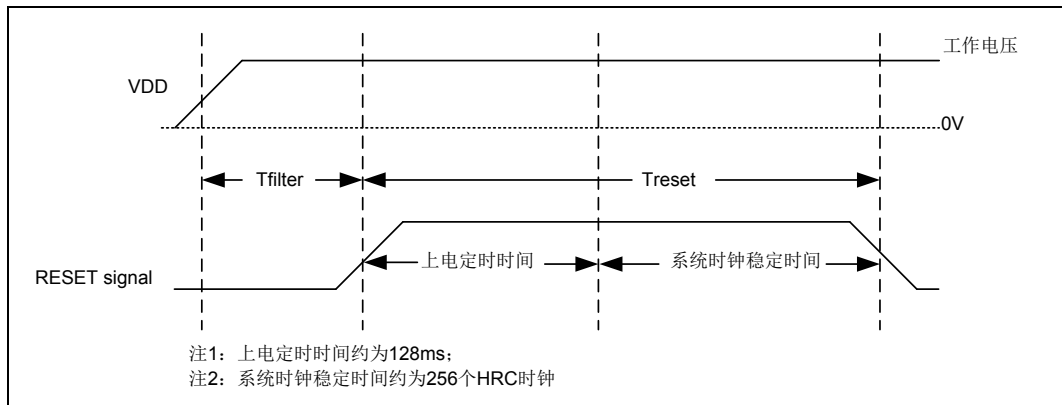 工作电压
VDD
0V
Tfilter
Treset
RESET signal
上电定时时间
系统时钟稳定时间
注1：上电定时时间约为128ms；
注2：系统时钟稳定时间约为256个HRC时钟